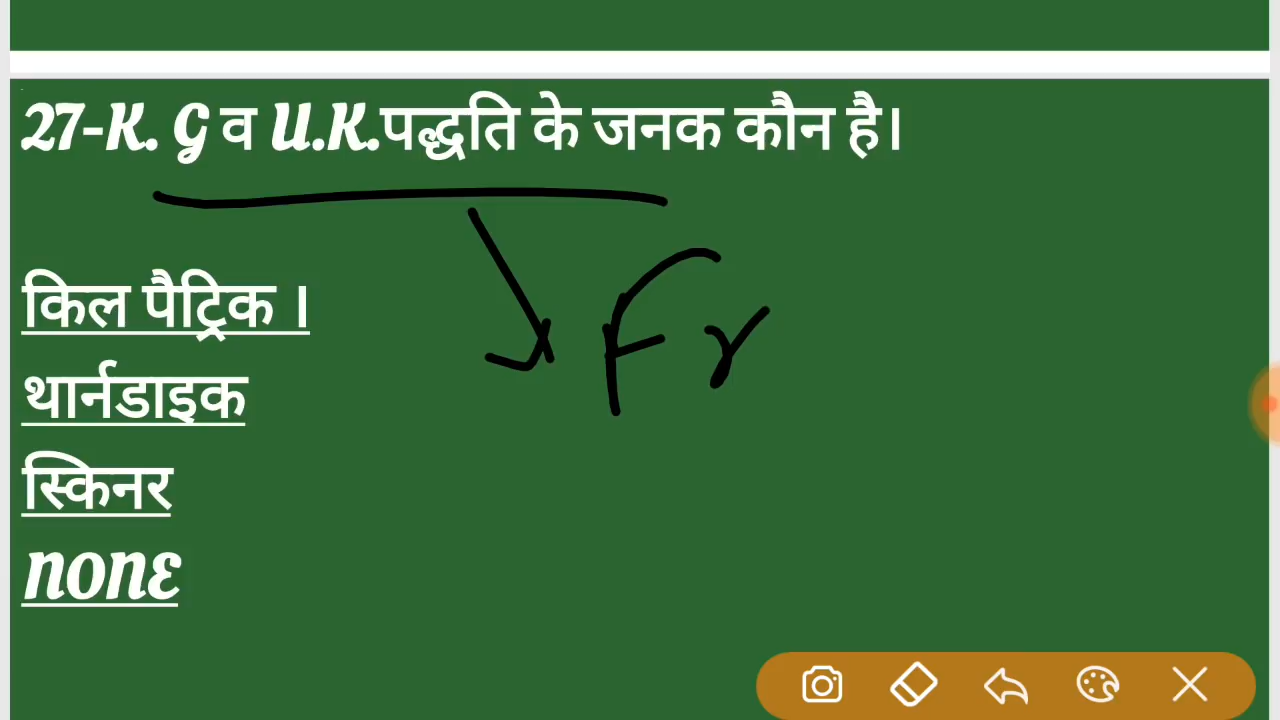 27-K. G व U.K.पद्धति के जनक कौन है।
Fr
किल पैट्रिक ।
थार्नडाइक
स्किनर
NONE